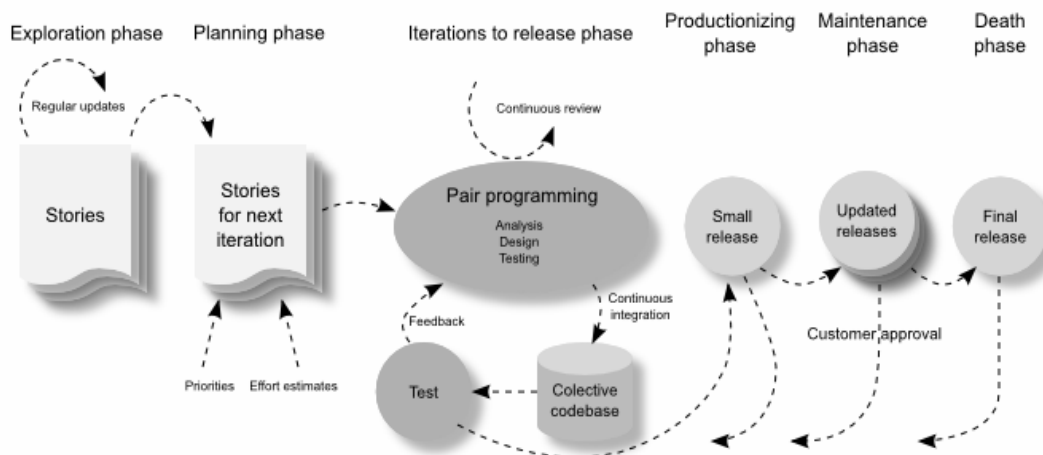 Exploration phase
Planning phase
Iterations to release phase
Productionizing
phase
Maintenance
phase
Death
phase
Regular updates
Continuous review
Stories
Stories
for next
iteration
Pair programming
Analysis
Design
Testing
Small
release
Updated
releases
Final
release
Continuous
integration
Feedback
Customer approval
Priorities
Effort estimates
Test
Colective
codebase